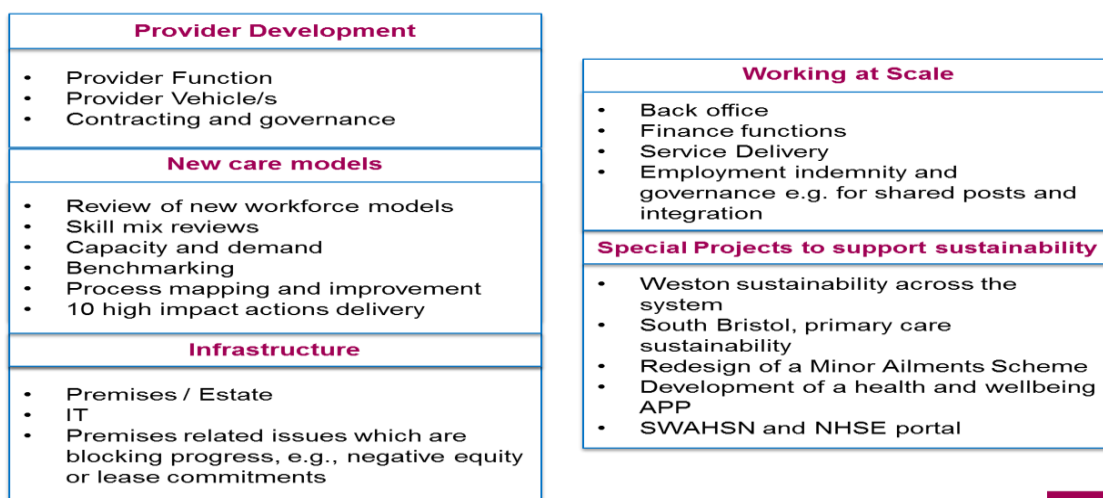 Provider Development
• Provider Function
• Provider Vehicle/s
• Contracting and governance
New care models
• Review of new workforce models
• Skill mix reviews
• Capacity and demand
• Benchmarking
• Process mapping and improvement
• 10 high impact actions delivery
Infrastructure
• Premises / Estate
• IT
• Premises related issues which are
blocking progress, e.g., negative equity
or lease commitments
Working at Scale
• Back office
• Finance functions
• Service Delivery
• Employment indemnity and
governance e.g. for shared posts and
integration
Special Projects to support sustainability
• Weston sustainability across the
system
• South Bristol, primary care
sustainability
• Redesign of a Minor Ailments Scheme
• Development of a health and wellbeing
APP
• SWAHSN and NHSE portal